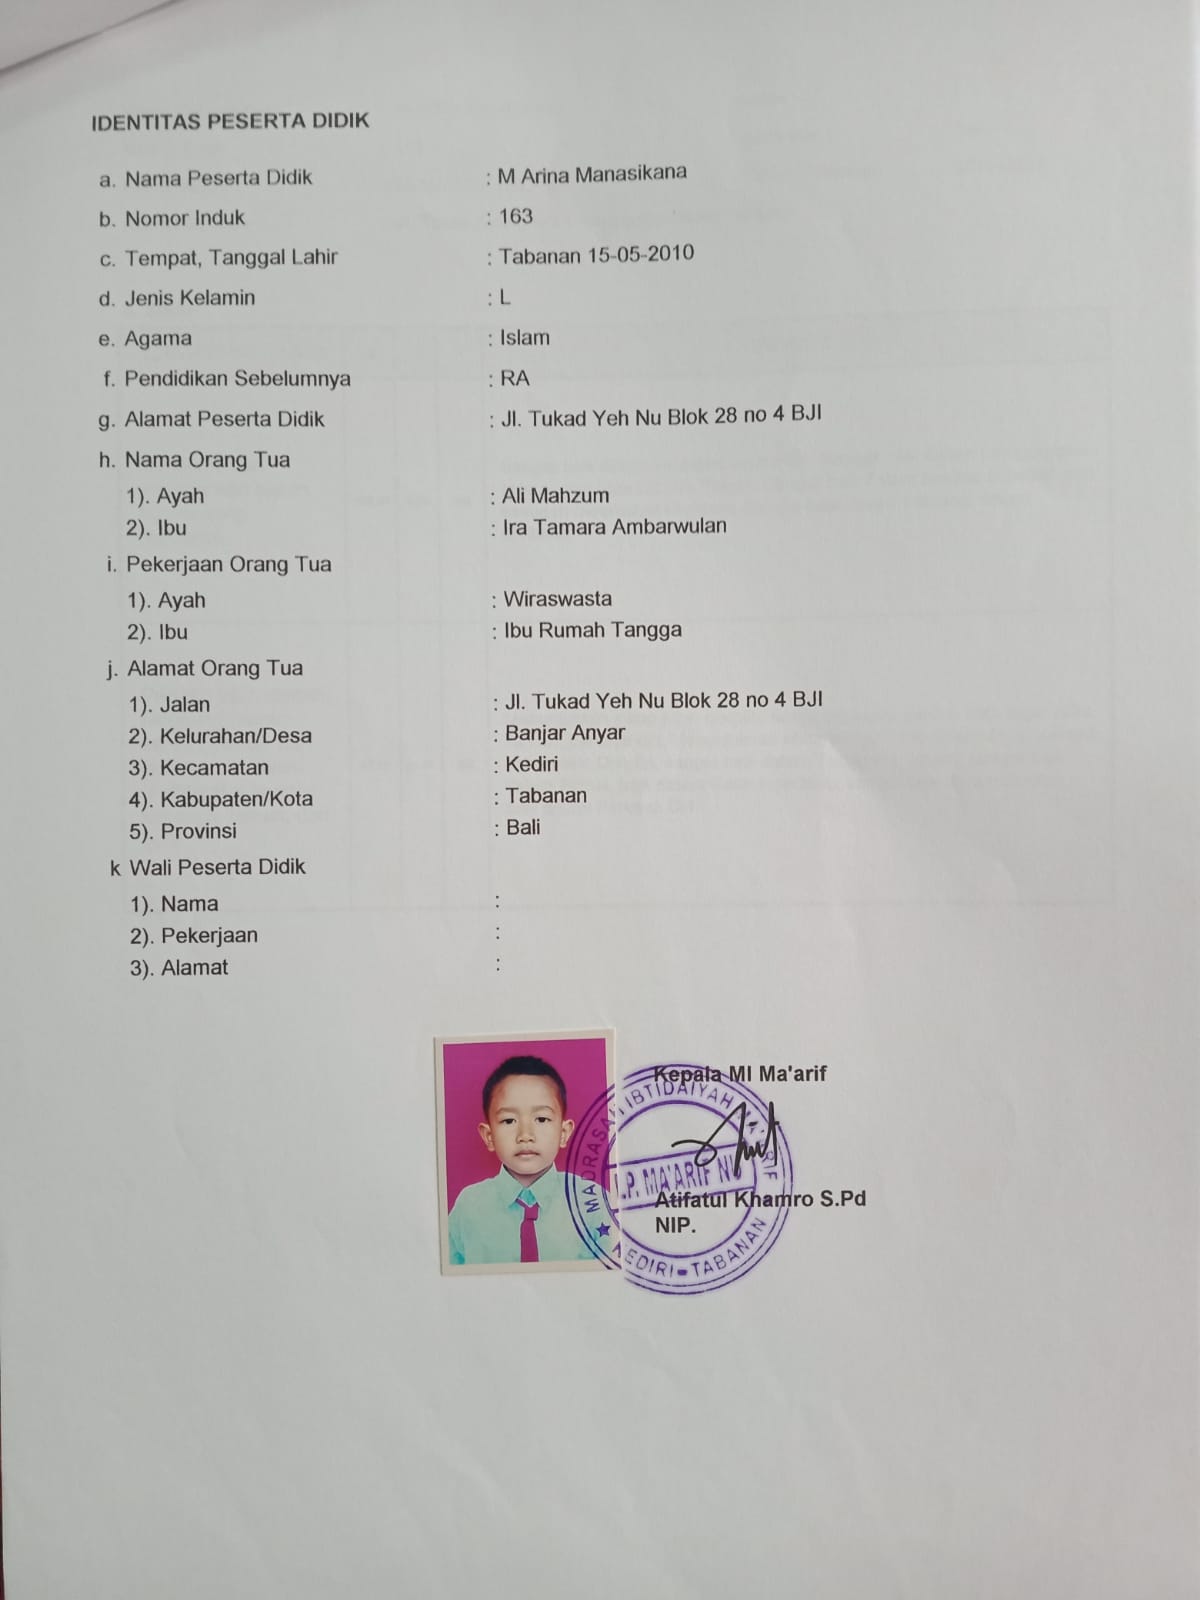 IDENTITAS PESERTA DIDIK
a. Nama Peserta Didik : M Arina Manasikana
b. Nomor Induk : 163
c. Tempat, Tanggal Lahir : Tabanan 15-05-2010
d. Jenis Kelamin : L
e. Agama : Islam
f. Pendidikan Sebelumnya : RA
g. Alamat Peserta Didik : Jl. Tukad Yeh Nu Blok 28 no 4 BJI
h. Nama Orang Tua
1). Ayah : Ali Mahzum
2). Ibu : Ira Tamara Ambarwulan
i. Pekerjaan Orang Tua
1). Ayah : Wiraswasta
2). Ibu : Ibu Rumah Tangga
j. Alamat Orang Tua
1). Jalan : Jl. Tukad Yeh Nu Blok 28 no 4 BJI
2). Kelurahan/Desa : Banjar Anyar
3). Kecamatan : Kediri
4). Kabupaten/Kota : Tabanan
5). Provinsi : Bali
k Wali Peserta Didik
1). Nama :
2). Pekerjaan :
3). Alamat :
Kepala MI Ma'arif
MADRASAH IBTIDAIYAH MA'ARIF
L.P. MA'ARIF NU
KEDIRI-TABANAN
Atifatul Khamro S.Pd
NIP.